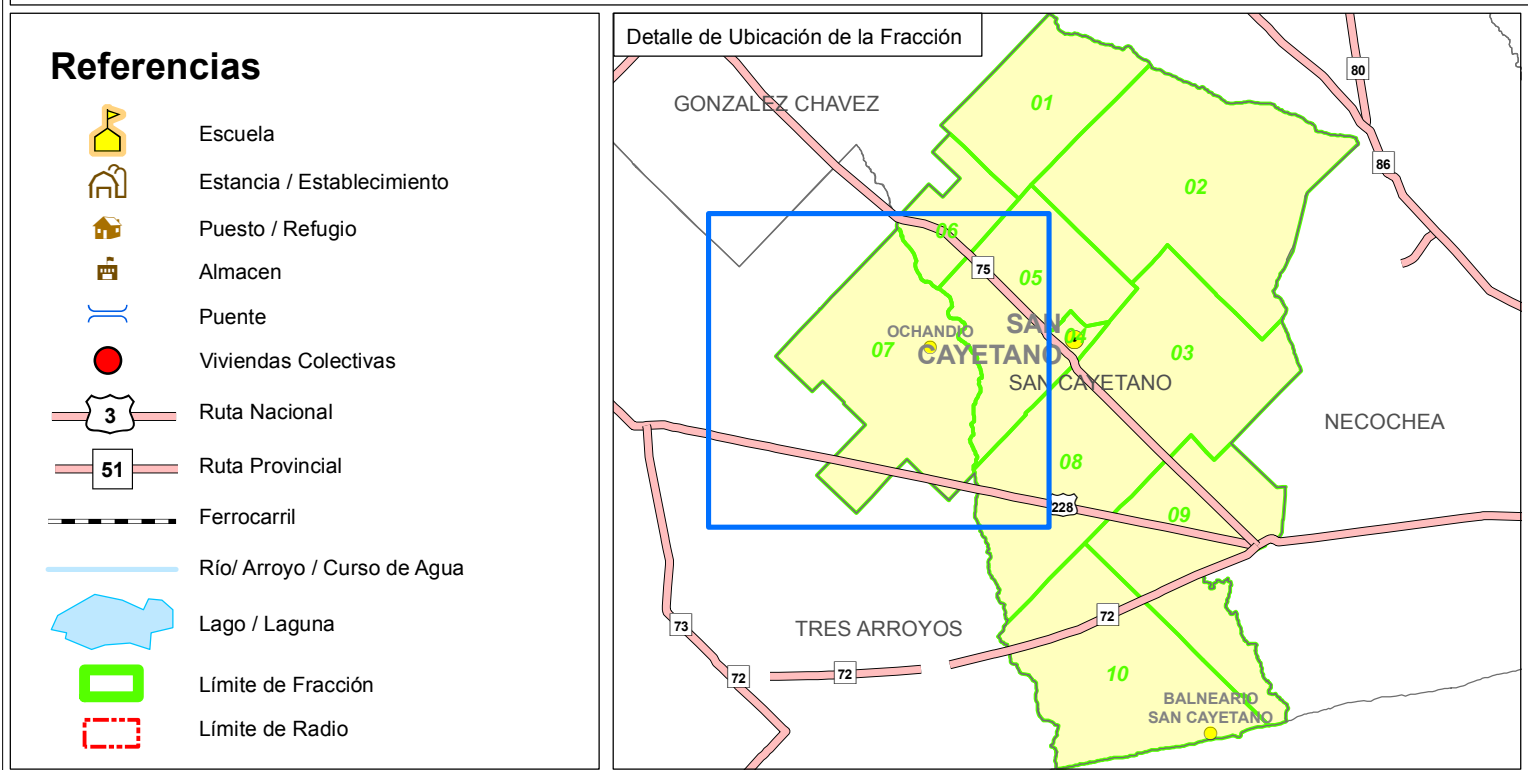 Referencias
Escuela
Estancia / Establecimiento
Puesto / Refugio
Almacen
Puente
Viviendas Colectivas
3
Ruta Nacional
51
Ruta Provincial
Ferrocarril
Río/ Arroyo / Curso de Agua
Lago / Laguna
Límite de Fracción
Límite de Radio
Detalle de Ubicación de la Fracción
80
GONZALEZ CHAVEZ
01
86
02
06
75
05
OCHANDIO
SAN
CAYETANO
04
07
03
SAN CAYETANO
NECOCHEA
08
228
09
72
73
TRES ARROYOS
72
72
10
BALNEARIO
SAN CAYETANO